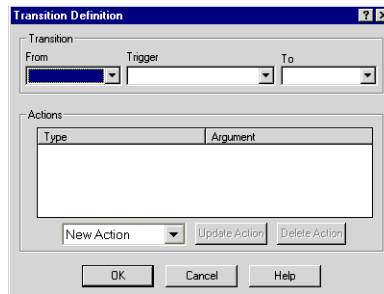 Transition Definition
Transition
From Trigger To
Actions
Type Argument
New Action Update Action Delete Action
OK Cancel Help